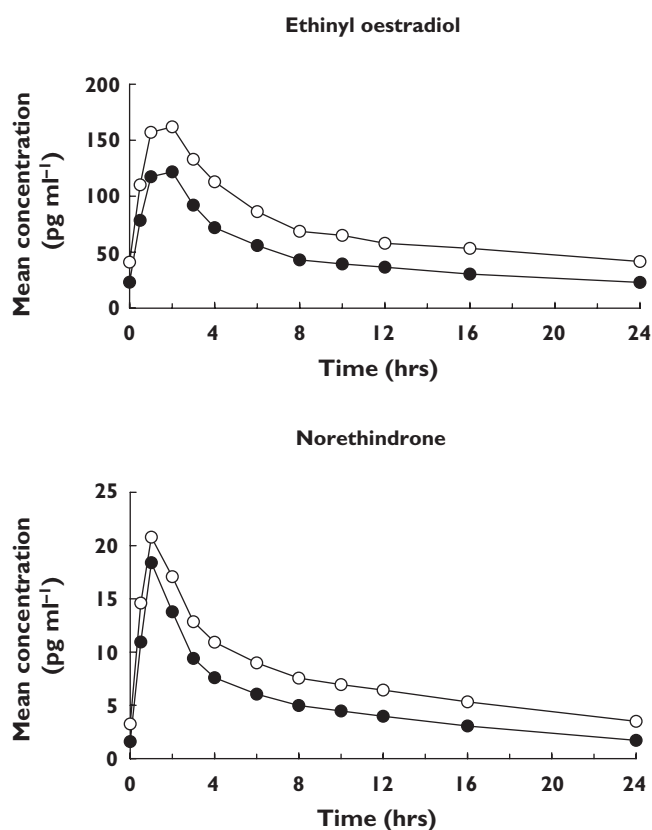 Ethinyl oestradiol
200
150
100
50
0
Mean concentration
(pg ml⁻¹)
0 4 8 12 16 20 24
Time (hrs)
Norethindrone
25
20
15
10
5
0
Mean concentration
(pg ml⁻¹)
0 4 8 12 16 20 24
Time (hrs)